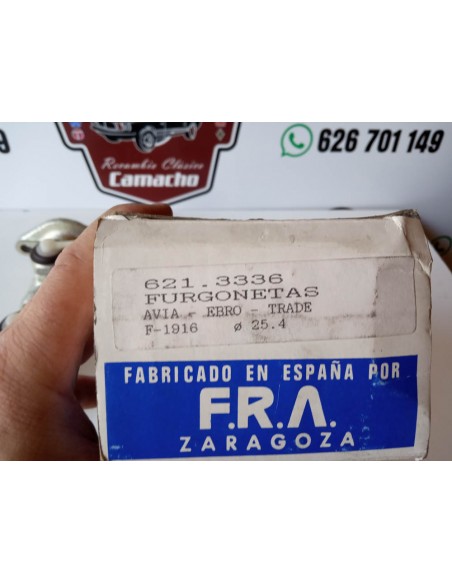 9
626 701 149
Recambio Clásico
Camacho
621.3336
FURGONETAS
AVIA - EBRO - TRADE
F-1916 ø 25.4
FABRICADO EN ESPAÑA POR
F.R.A.
ZARAGOZA